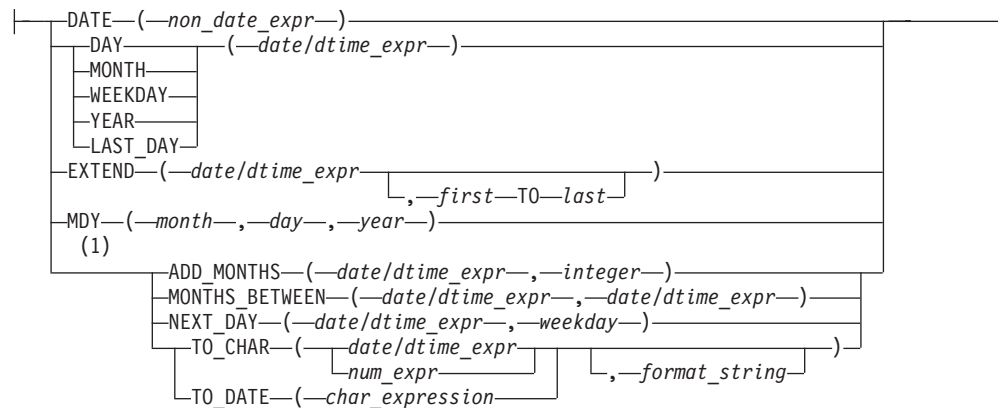 DATE ( non_date_expr )
DAY ( date/dtime_expr )
MONTH
WEEKDAY
YEAR
LAST_DAY
EXTEND ( date/dtime_expr )
, first TO last
MDY ( month , day , year )
(1)
ADD_MONTHS ( date/dtime_expr , integer )
MONTHS_BETWEEN ( date/dtime_expr , date/dtime_expr )
NEXT_DAY ( date/dtime_expr , weekday )
TO_CHAR ( date/dtime_expr )
num_expr , format_string
TO_DATE ( char_expression